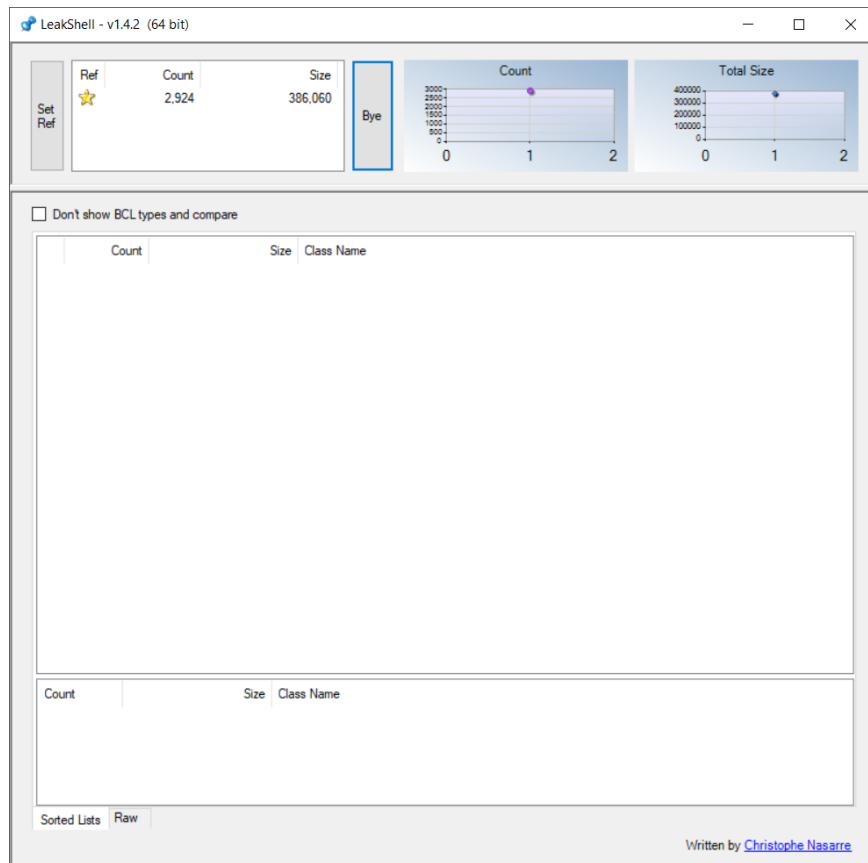 LeakShell - v1.4.2 (64 bit)
Set Ref
Ref Count Size
2,924 386,060
Bye
Count
3000
2500
2000
1500
1000
500
0
0 1 2
Total Size
400000
300000
200000
100000
0
0 1 2
Don't show BCL types and compare
Count Size Class Name
Count Size Class Name
Sorted Lists Raw
Written by Christophe Nasarre